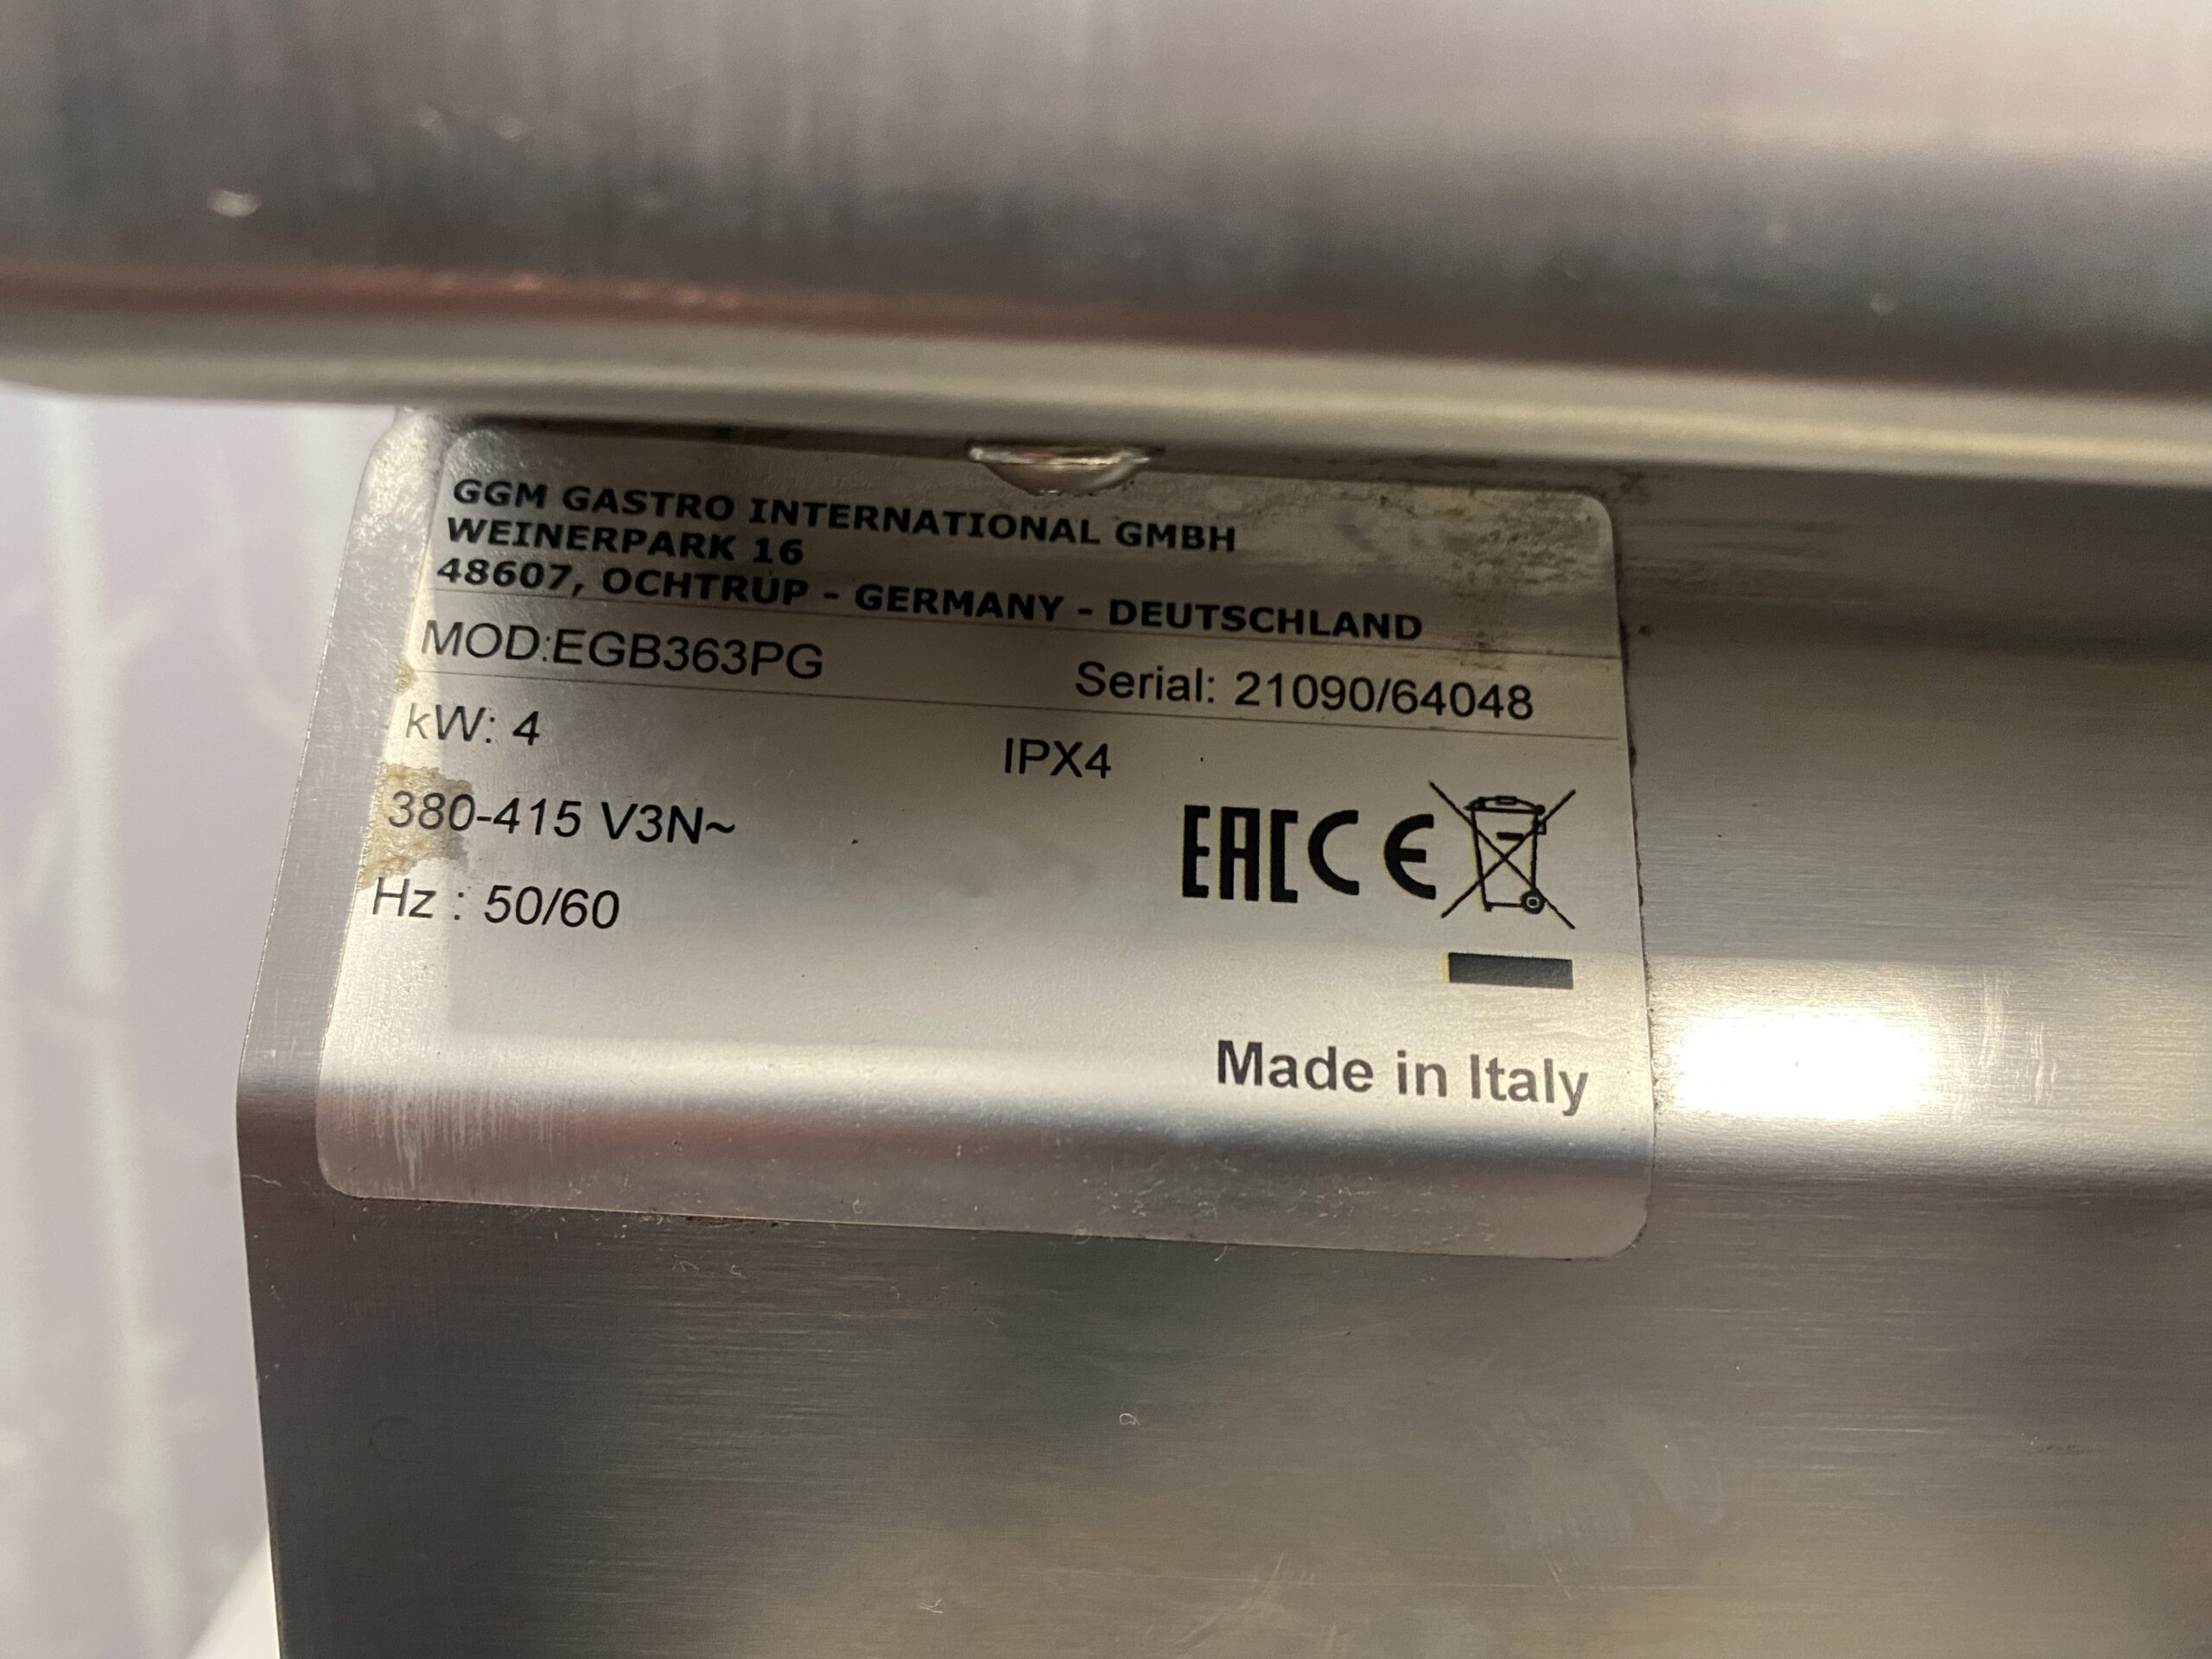 GGM GASTRO INTERNATIONAL GMBH
WEINERPARK 16
48607, OCHTRUP - GERMANY - DEUTSCHLAND
MOD:EGB363PG Serial: 21090/64048
kW: 4 IPX4
380-415 V3N~
EAC CE
Hz : 50/60
Made in Italy